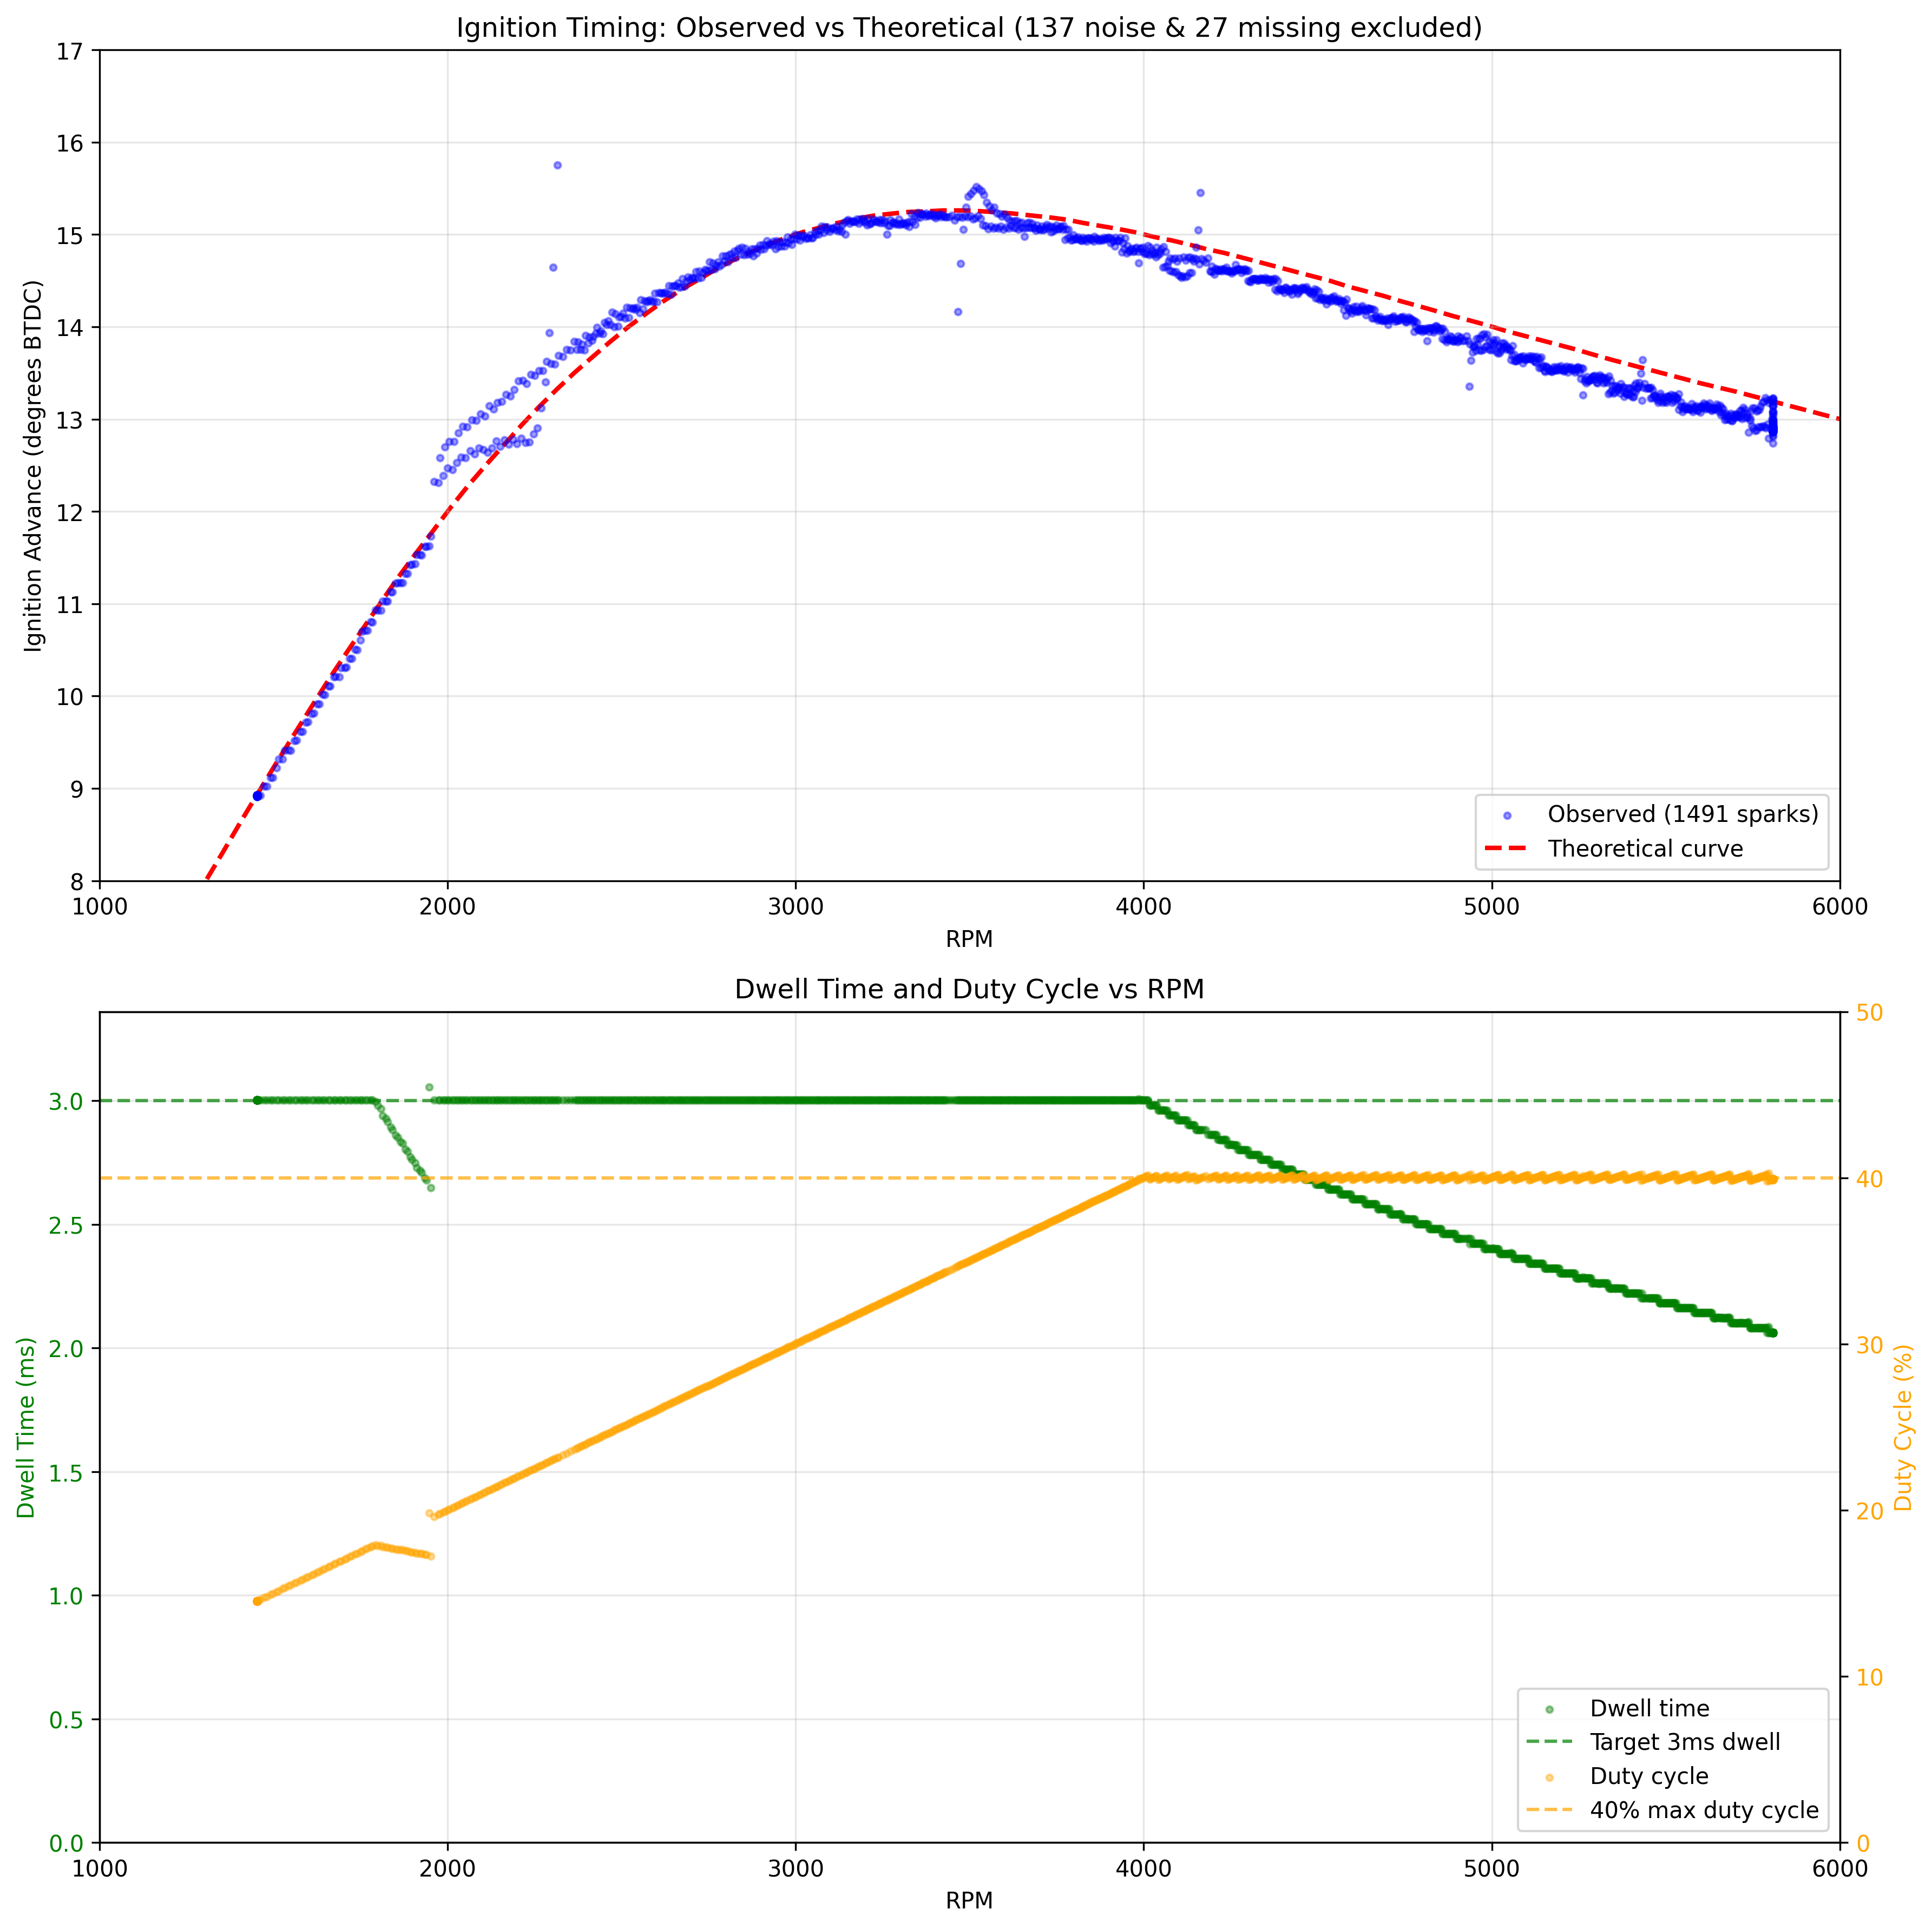 Ignition Timing: Observed vs Theoretical (137 noise & 27 missing excluded)
17
16
15
14
13
12
11
10
9
8
Ignition Advance (degrees BTDC)
Observed (1491 sparks)
Theoretical curve
1000 2000 3000 4000 5000 6000
RPM
Dwell Time and Duty Cycle vs RPM
3.0
2.5
2.0
1.5
1.0
0.5
0.0
Dwell Time (ms)
50
40
30
20
10
0
Duty Cycle (%)
Dwell time
Target 3ms dwell
Duty cycle
40% max duty cycle
1000 2000 3000 4000 5000 6000
RPM